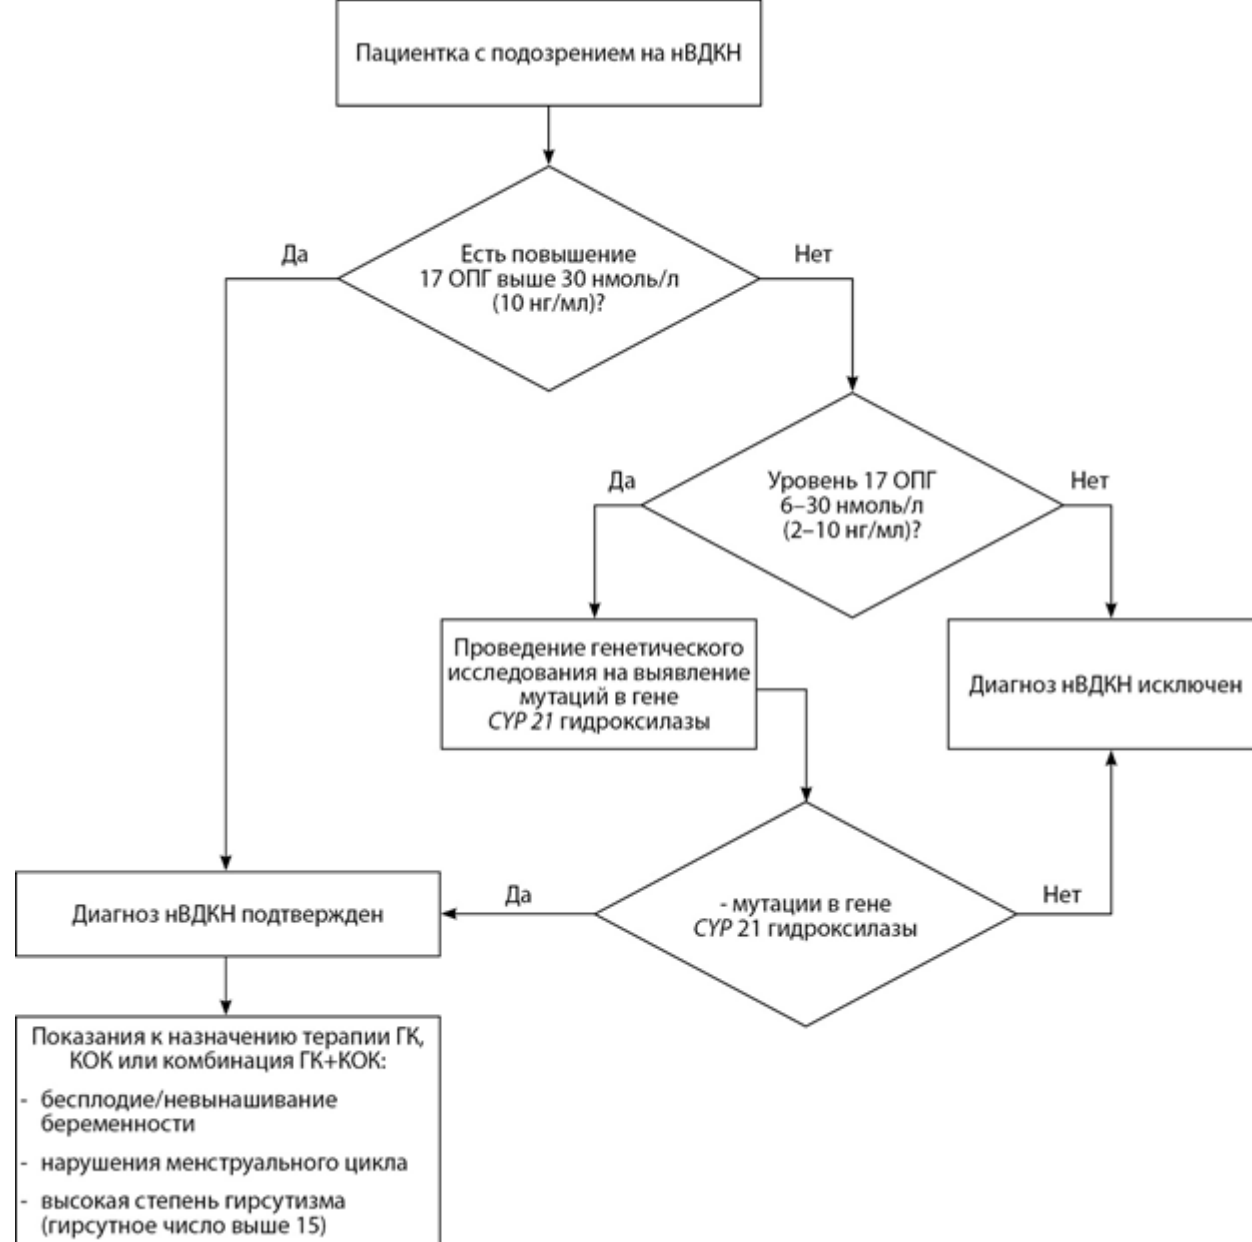 Пациентка с подозрением на нВДКН
Да
Есть повышение
17 ОПГ выше 30 нмоль/л
(10 нг/мл)?
Нет
Да
Уровень 17 ОПГ
6–30 нмоль/л
(2–10 нг/мл)?
Нет
Проведение генетического
исследования на выявление
мутаций в гене
CYP 21 гидроксилазы
Диагноз нВДКН исключен
Диагноз нВДКН подтвержден
Да
- мутации в гене
CYP 21 гидроксилазы
Нет
Показания к назначению терапии ГК,
КОК или комбинация ГК+КОК:
- бесплодие/невынашивание
беременности
- нарушения менструального цикла
- высокая степень гирсутизма
(гирсутное число выше 15)